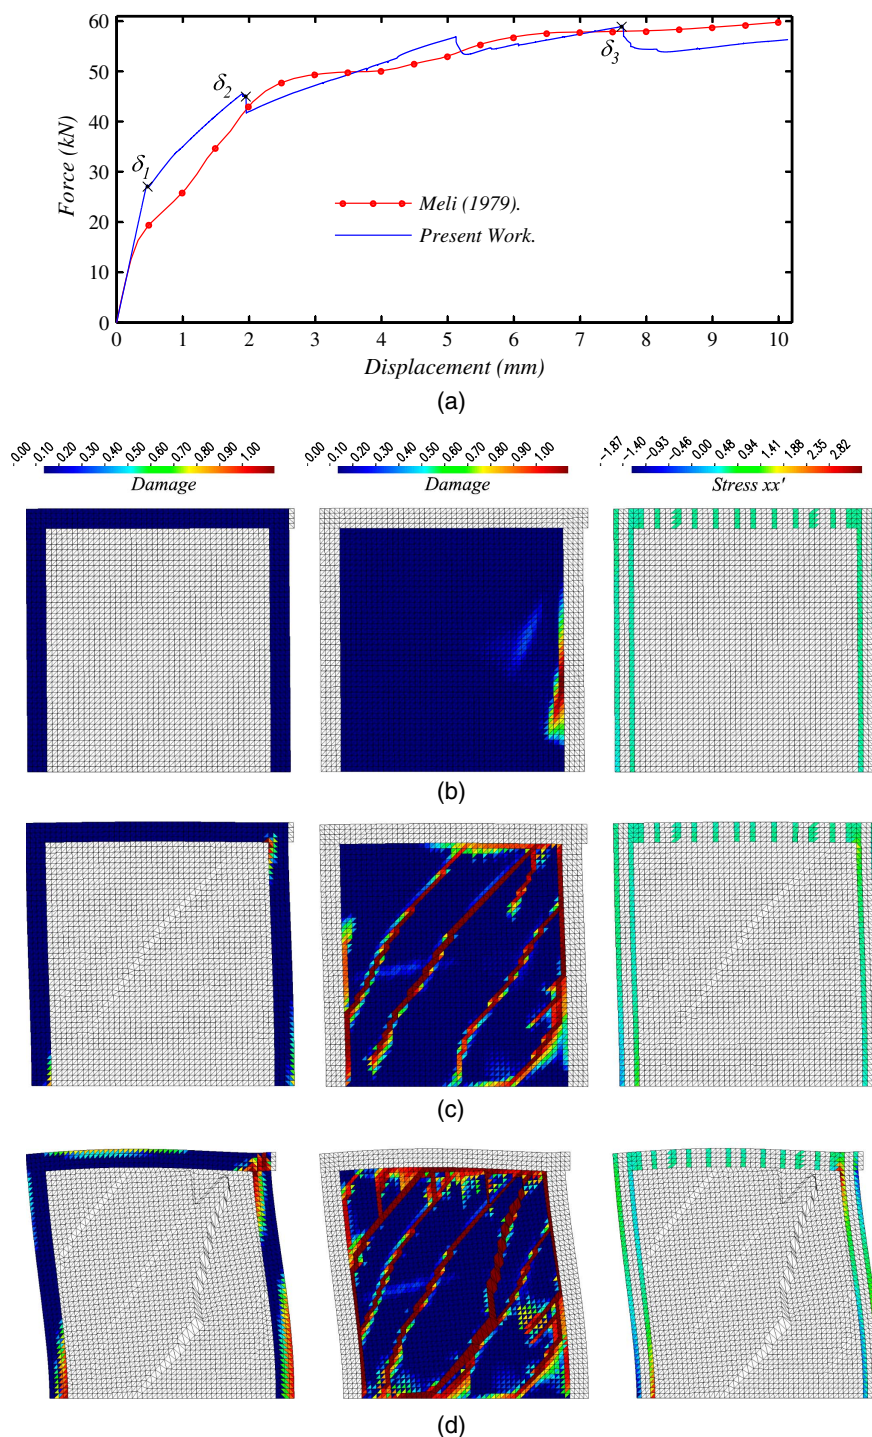 (a)
60
50
40
30
20
10
0
Force (kN)
δ1
δ2
δ3
Meli (1979).
Present Work.
0 1 2 3 4 5 6 7 8 9 10
Displacement (mm)
(a)
-0.00 -0.10 0.20 0.30 0.40 0.50 0.60 0.70 0.80 0.90 1.00
Damage
-0.00 -0.10 0.20 0.30 0.40 0.50 0.60 0.70 0.80 0.90 1.00
Damage
-1.87 -1.40 -0.93 -0.46 0.00 0.48 0.94 1.41 1.88 2.35 2.82
Stress xx'
(b)
(c)
(d)